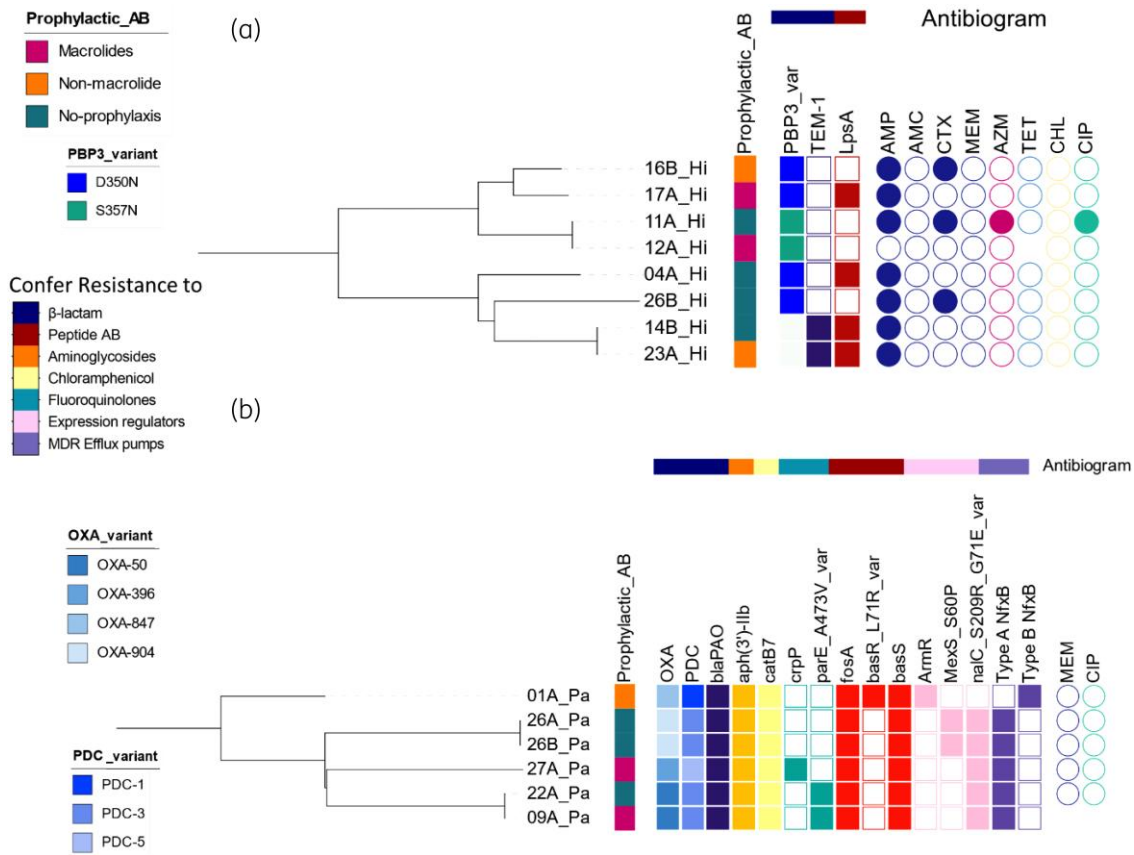 Prophylactic_AB
Macrolides
Non-macrolide
No-prophylaxis
PBP3_variant
D350N
S357N
Confer Resistance to
β-lactam
Peptide AB
Aminoglycosides
Chloramphenicol
Fluoroquinolones
Expression regulators
MDR Efflux pumps
(a)
Antibiogram
Prophylactic_AB
PBP3_var
TEM-1
LpsA
AMP
AMC
CTX
MEM
AZM
TET
CHL
CIP
16B_Hi
17A_Hi
11A_Hi
12A_Hi
04A_Hi
26B_Hi
14B_Hi
23A_Hi
(b)
Antibiogram
OXA_variant
OXA-50
OXA-396
OXA-847
OXA-904
PDC_variant
PDC-1
PDC-3
PDC-5
Prophylactic_AB
OXA
PDC
blaPAO
aph(3')-IIb
catB7
crpP
parE_A473V_var
fosA
basR_L71R_var
basS
ArmR
MexS_S60P
nalC_S209R_G71E_var
Type A NfxB
Type B NfxB
MEM
CIP
01A_Pa
26A_Pa
26B_Pa
27A_Pa
22A_Pa
09A_Pa